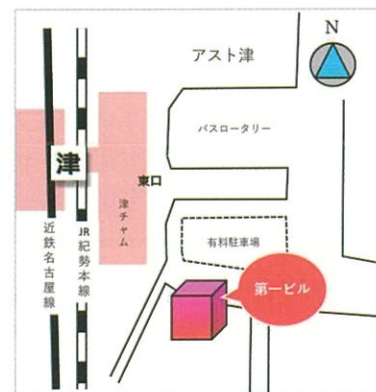 アスト津
N
バスロータリー
津
東口
津チャム
有料駐車場
近鉄名古屋線
JR紀勢本線
第一ビル